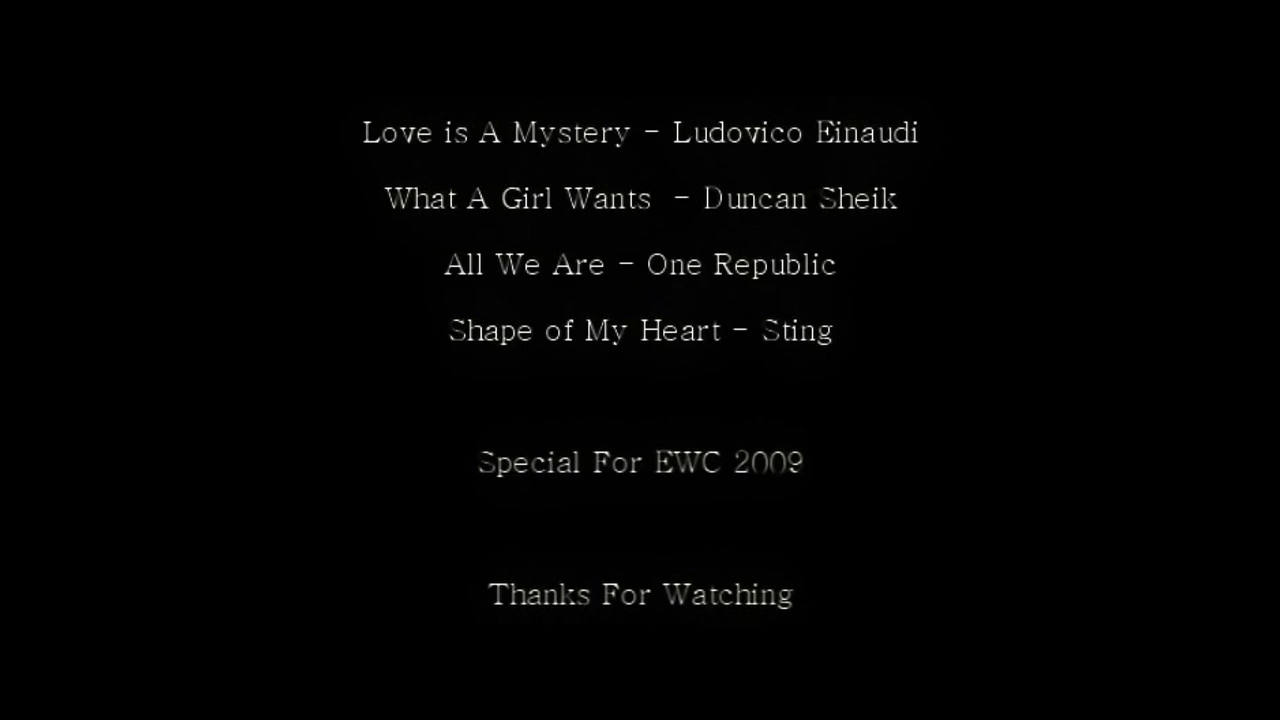 Love is A Mystery - Ludovico Einaudi
What A Girl Wants - Duncan Sheik
All We Are - One Republic
Shape of My Heart - Sting
Special For EWC 2009
Thanks For Watching